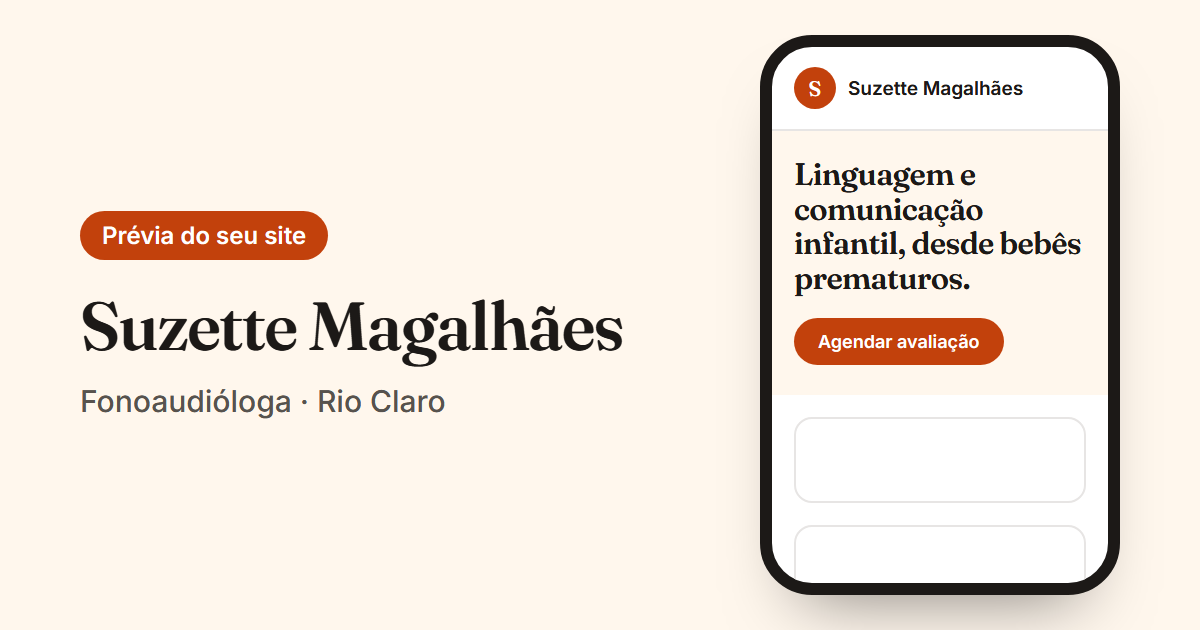 Prévia do seu site
Suzette Magalhães
Fonoaudióloga · Rio Claro
S
Suzette Magalhães
Linguagem e
comunicação
infantil, desde bebês
prematuros.
Agendar avaliação